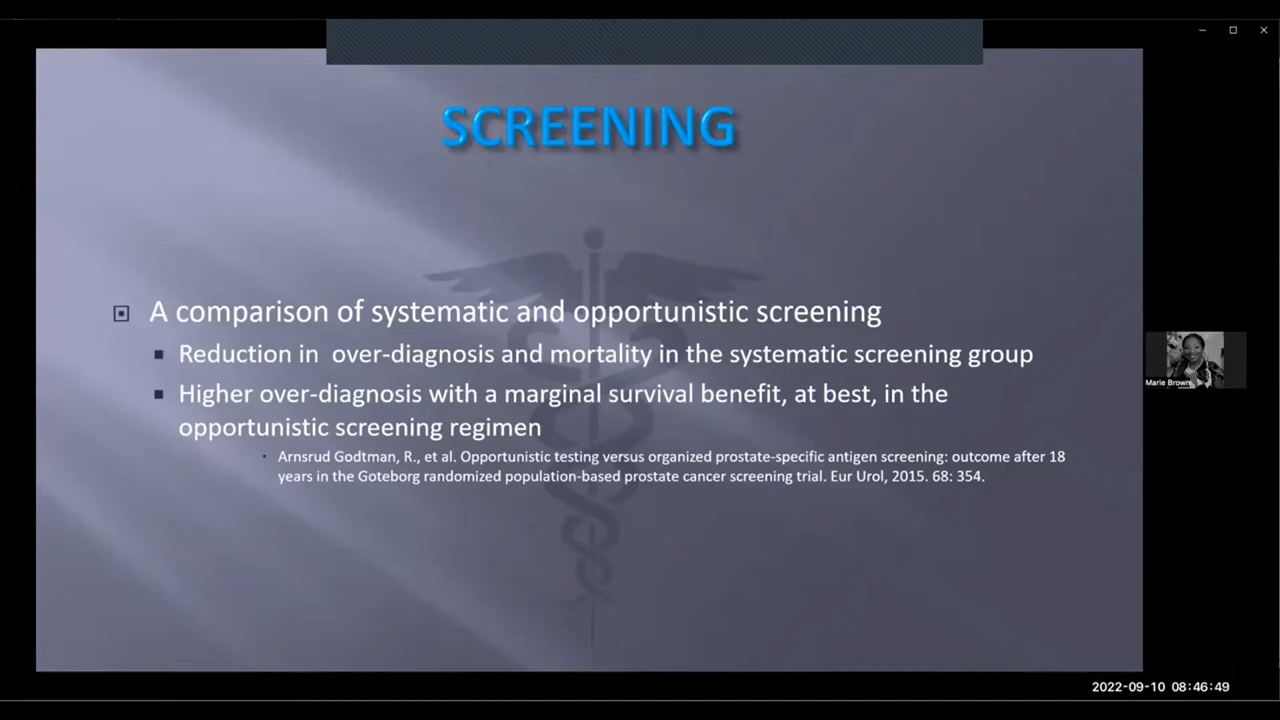 SCREENING
A comparison of systematic and opportunistic screening
Reduction in over-diagnosis and mortality in the systematic screening group
Higher over-diagnosis with a marginal survival benefit, at best, in the
opportunistic screening regimen
Arnsrud Godtman, R., et al. Opportunistic testing versus organized prostate-specific antigen screening: outcome after 18
years in the Goteborg randomized population-based prostate cancer screening trial. Eur Urol, 2015. 68: 354.
Marie Brown
2022-09-10 08:46:49